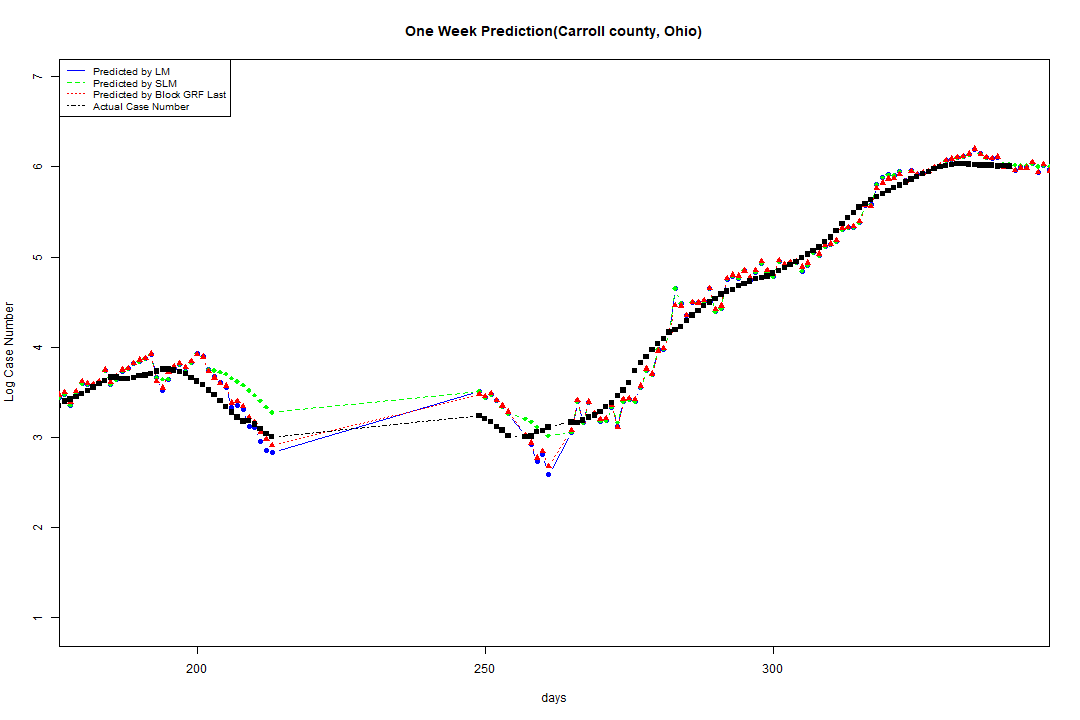 One Week Prediction(Carroll county, Ohio)
Predicted by LM
Predicted by SLM
Predicted by Block GRF Last
Actual Case Number
7
6
5
4
3
2
1
Log Case Number
200
250
300
days